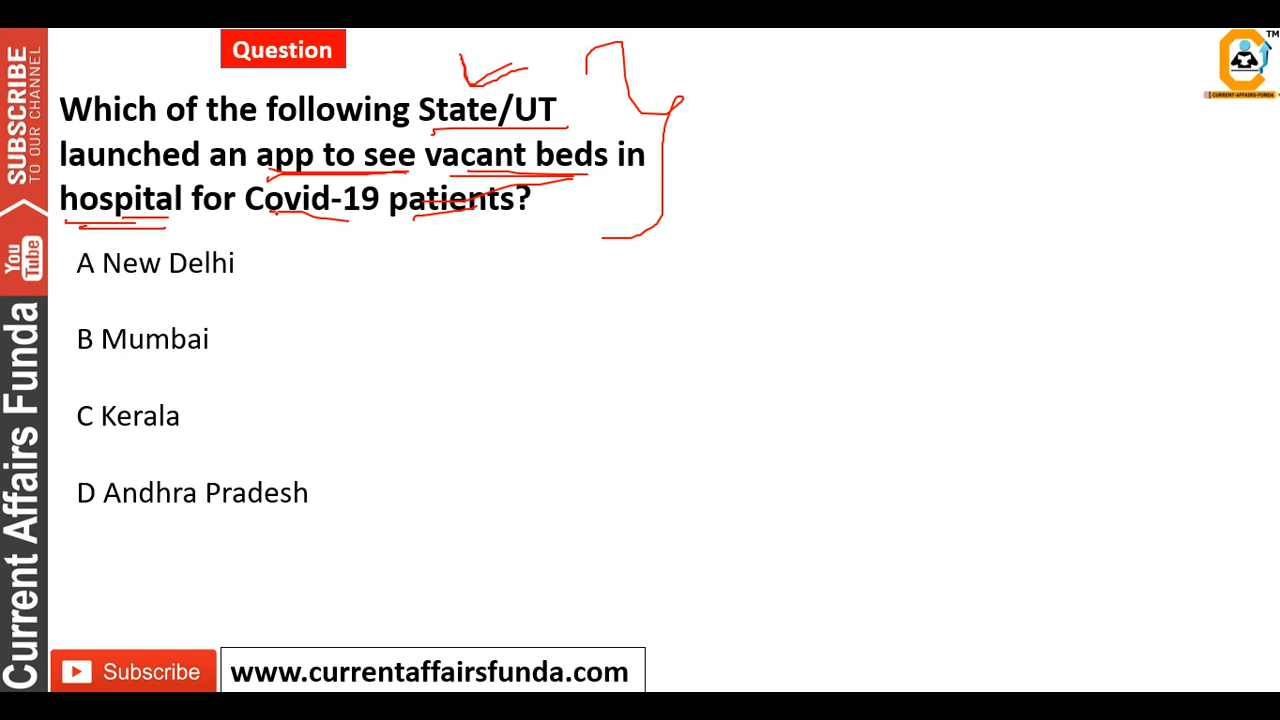 Question
TM
CURRENT-AFFAIRS-FUNDA
Which of the following State/UT
launched an app to see vacant beds in
hospital for Covid-19 patients?
A New Delhi
B Mumbai
C Kerala
D Andhra Pradesh
SUBSCRIBE
TO OUR CHANNEL
You
Tube
Current Affairs Funda
Subscribe
www.currentaffairsfunda.com